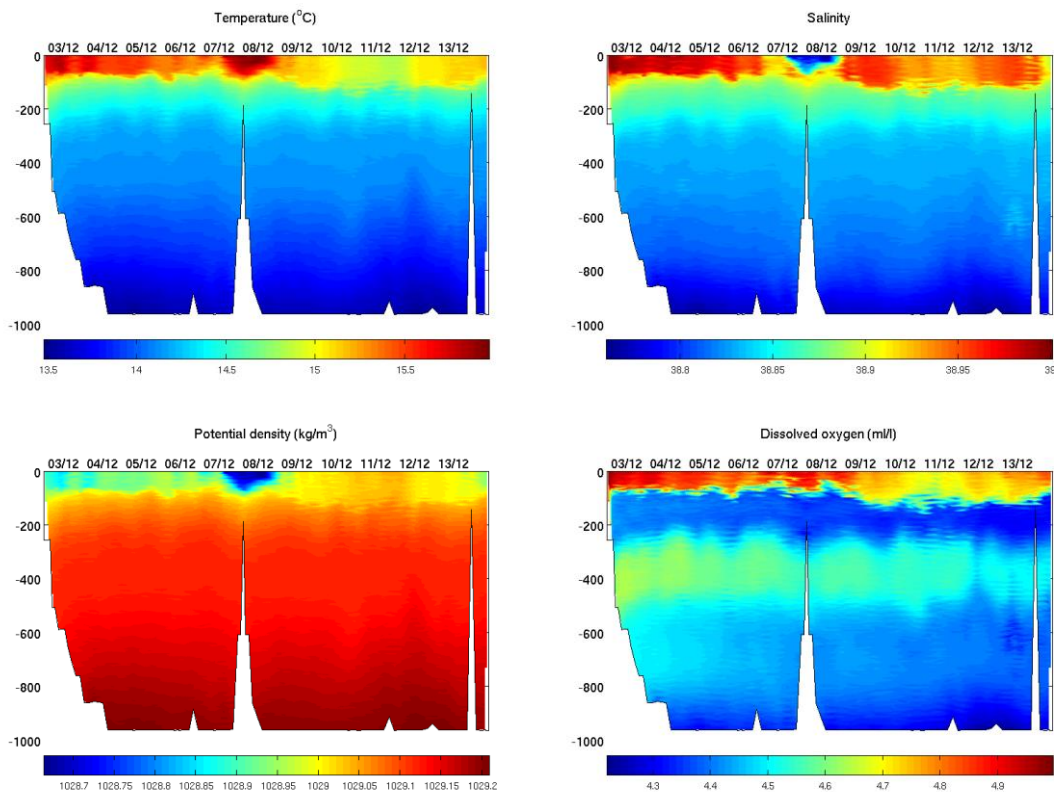 Temperature (⁰C)
03/12 04/12 05/12 06/12 07/12 08/12 09/12 10/12 11/12 12/12 13/12
0
-200
-400
-600
-800
-1000
13.5 14 14.5 15 15.5
Salinity
03/12 04/12 05/12 06/12 07/12 08/12 09/12 10/12 11/12 12/12 13/12
0
-200
-400
-600
-800
-1000
38.8 38.85 38.9 38.95 39
Potential density (kg/m³)
03/12 04/12 05/12 06/12 07/12 08/12 09/12 10/12 11/12 12/12 13/12
0
-200
-400
-600
-800
-1000
1028.7 1028.75 1028.8 1028.85 1028.9 1028.95 1029 1029.05 1029.1 1029.15 1029.2
Dissolved oxygen (ml/l)
03/12 04/12 05/12 06/12 07/12 08/12 09/12 10/12 11/12 12/12 13/12
0
-200
-400
-600
-800
-1000
4.3 4.4 4.5 4.6 4.7 4.8 4.9